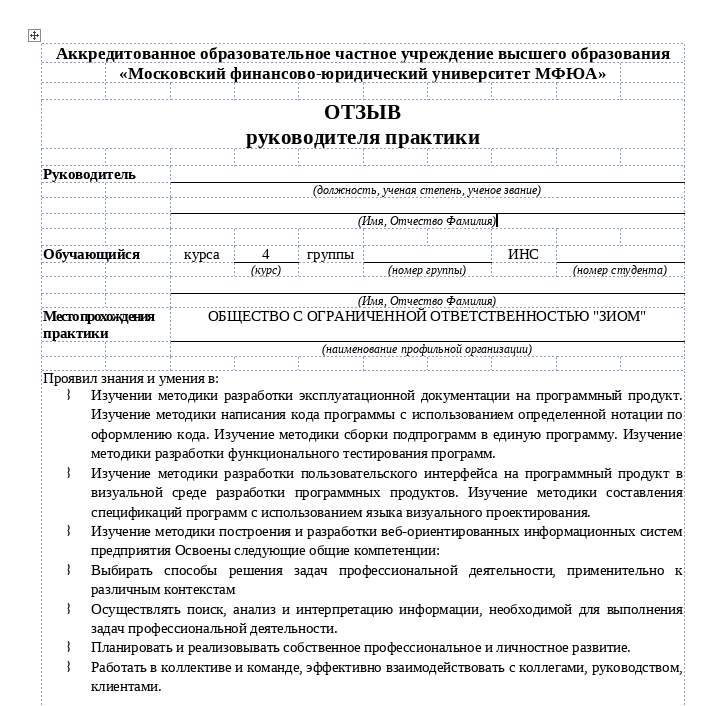 Аккредитованное образовательное частное учреждение высшего образования
«Московский финансово-юридический университет МФЮА»
ОТЗЫВ
руководителя практики
Руководитель
(должность, ученая степень, ученое звание)
(Имя, Отчество Фамилия)
Обучающийся курса 4 группы ИНС
(курс) (номер группы) (номер студента)
(Имя, Отчество Фамилия)
Место прохождения ОБЩЕСТВО С ОГРАНИЧЕННОЙ ОТВЕТСТВЕННОСТЬЮ "ЗИОМ"
практики
(наименование профильной организации)
Проявил знания и умения в:
Изучении методики разработки эксплуатационной документации на программный продукт.
Изучение методики написания кода программы с использованием определенной нотации по
оформлению кода. Изучение методики сборки подпрограмм в единую программу. Изучение
методики разработки функционального тестирования программ.
Изучение методики разработки пользовательского интерфейса на программный продукт в
визуальной среде разработки программных продуктов. Изучение методики составления
спецификаций программ с использованием языка визуального проектирования.
Изучение методики построения и разработки веб-ориентированных информационных систем
предприятия Освоены следующие общие компетенции:
Выбирать способы решения задач профессиональной деятельности, применительно к
различным контекстам
Осуществлять поиск, анализ и интерпретацию информации, необходимой для выполнения
задач профессиональной деятельности.
Планировать и реализовывать собственное профессиональное и личностное развитие.
Работать в коллективе и команде, эффективно взаимодействовать с коллегами, руководством,
клиентами.